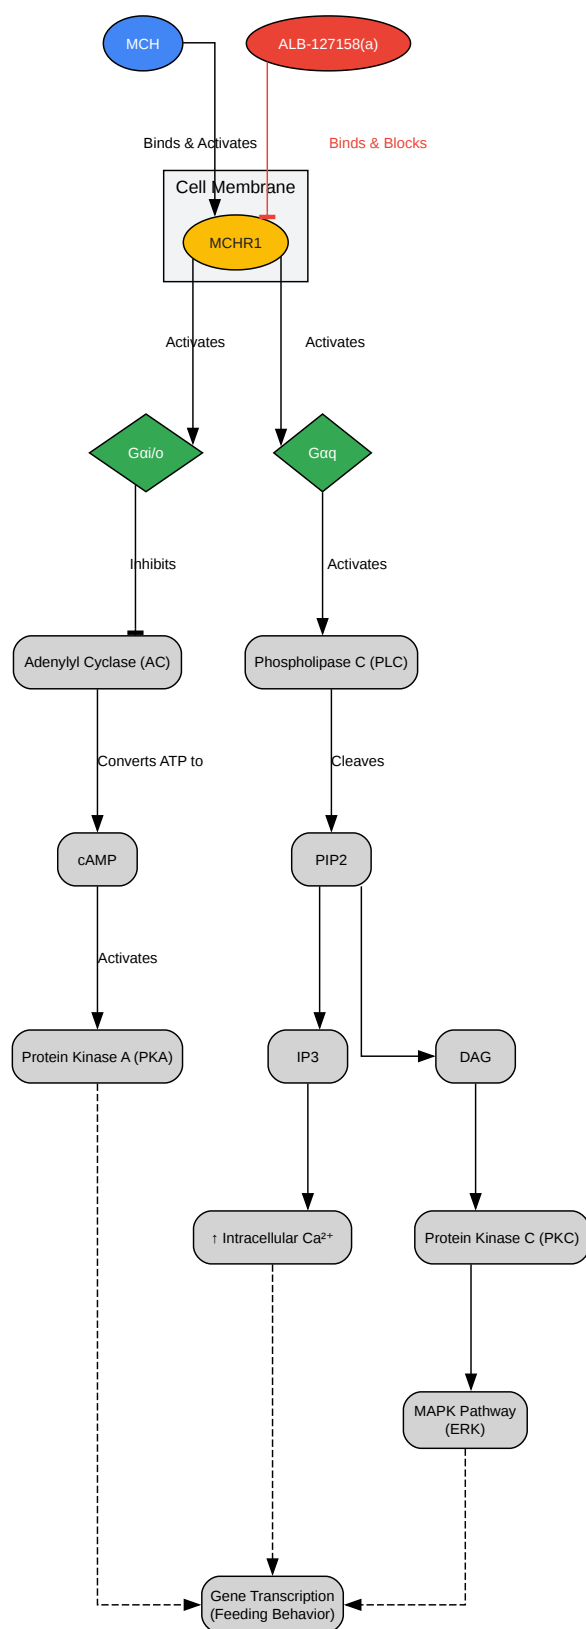 MCH
ALB-127158(a)
Binds & Activates
Binds & Blocks
Cell Membrane
MCHR1
Activates
Activates
Gαi/o
Gαq
Inhibits
Activates
Adenylyl Cyclase (AC)
Phospholipase C (PLC)
Converts ATP to
Cleaves
cAMP
PIP2
Activates
Protein Kinase A (PKA)
IP3
DAG
↑ Intracellular Ca²⁺
Protein Kinase C (PKC)
MAPK Pathway
(ERK)
Gene Transcription
(Feeding Behavior)